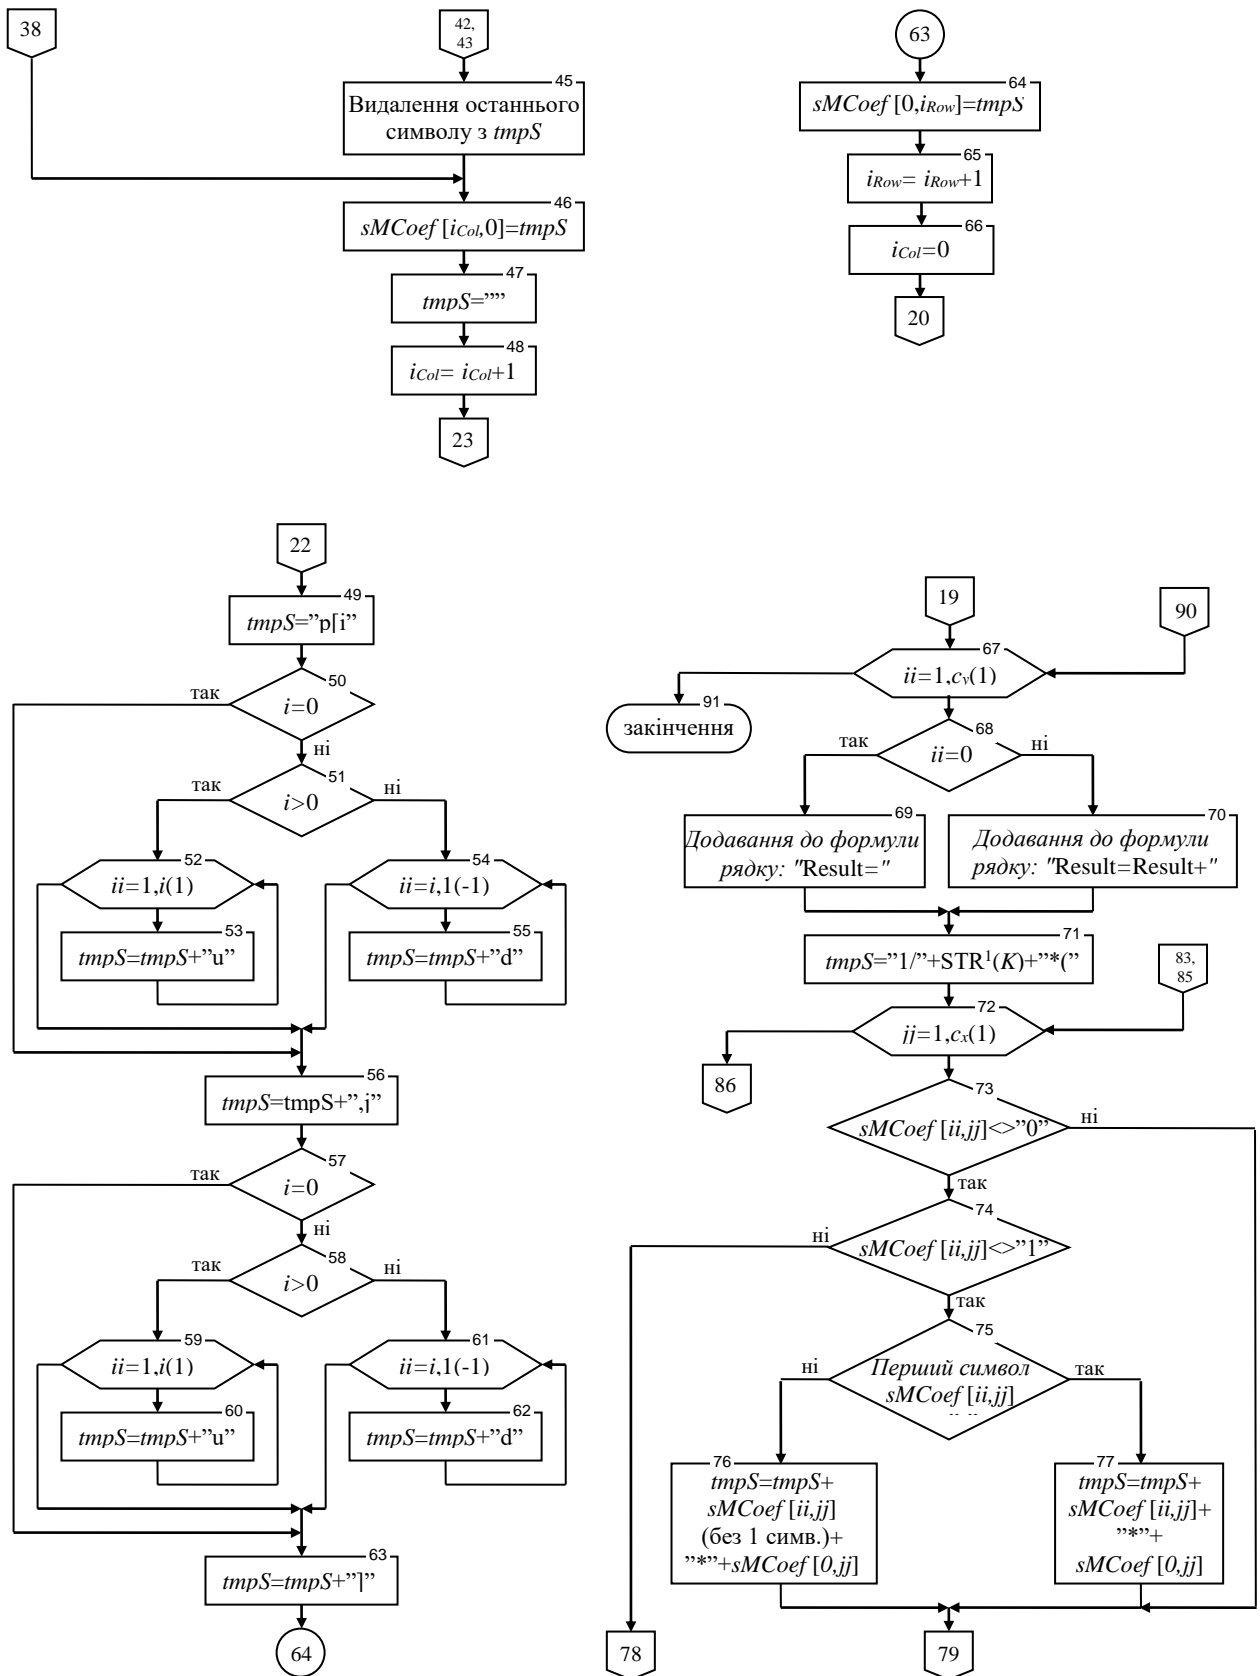 38
42,
43
45
Видалення останнього
символу з tmpS
46
sMCoef [iCol,0]=tmpS
47
tmpS=””
48
iCol= iCol+1
23
63
64
sMCoef [0,iRow]=tmpS
65
iRow= iRow+1
66
iCol=0
20
22
49
tmpS=”p[i”
50
так
i=0
ні
51
так
i>0
ні
52
ii=1,i(1)
53
tmpS=tmpS+”u”
54
ii=i,1(-1)
55
tmpS=tmpS+”d”
56
tmpS=tmpS+”,j”
57
так
i=0
ні
58
так
i>0
ні
59
ii=1,i(1)
60
tmpS=tmpS+”u”
61
ii=i,1(-1)
62
tmpS=tmpS+”d”
63
tmpS=tmpS+”]”
64
19
90
67
ii=1,cy(1)
91
закінчення
68
так
ii=0
ні
69
Додавання до формули
рядку: "Result="
70
Додавання до формули
рядку: "Result=Result+"
71
tmpS=”1/”+STR¹(K)+”*(”
83,
85
72
jj=1,cx(1)
86
73
sMCoef [ii,jj]<>”0”
ні
так
74
ні
sMCoef [ii,jj]<>”1”
так
75
ні
Перший символ
sMCoef [ii,jj]
так
76
tmpS=tmpS+
sMCoef [ii,jj]
(без 1 симв.)+
”*”+sMCoef [0,jj]
77
tmpS=tmpS+
sMCoef [ii,jj]+
”*”+
sMCoef [0,jj]
78
79